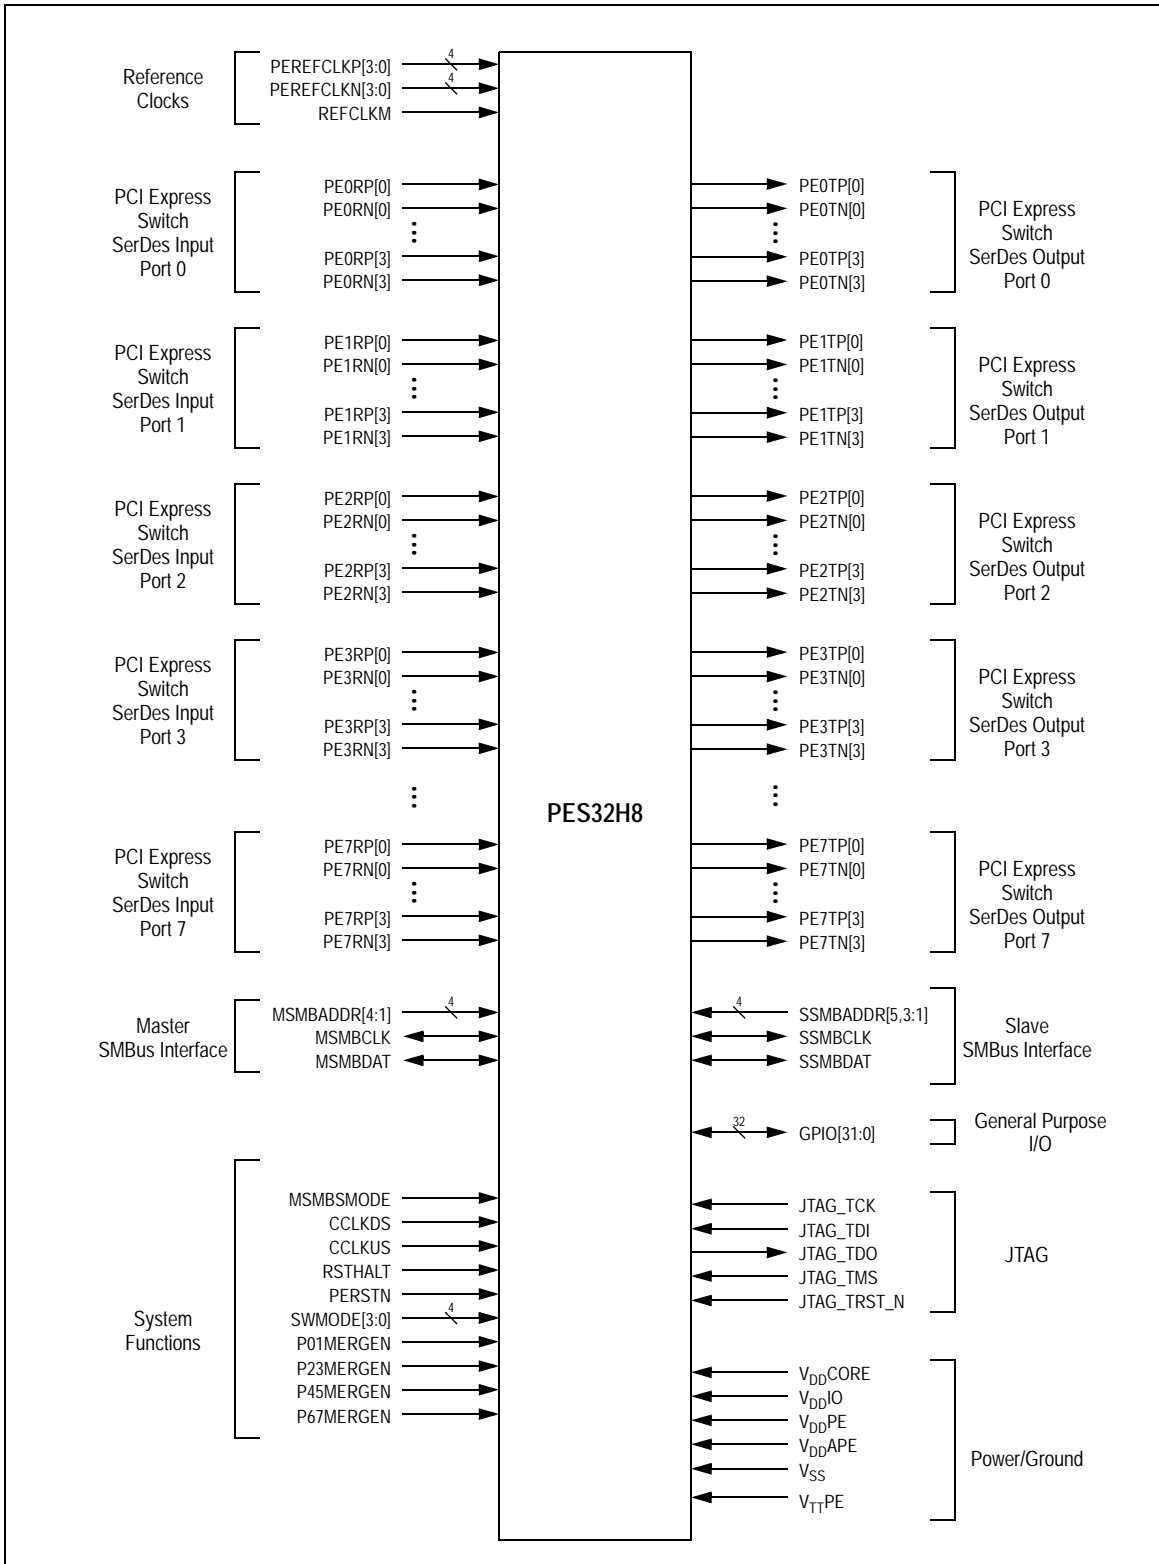 Reference
Clocks
PEREFCLKP[3:0]
4
PEREFCLKN[3:0]
4
REFCLKM
PCI Express
Switch
SerDes Input
Port 0
PE0RP[0]
PE0RN[0]
PE0RP[3]
PE0RN[3]
PE0TP[0]
PE0TN[0]
PE0TP[3]
PE0TN[3]
PCI Express
Switch
SerDes Output
Port 0
PCI Express
Switch
SerDes Input
Port 1
PE1RP[0]
PE1RN[0]
PE1RP[3]
PE1RN[3]
PE1TP[0]
PE1TN[0]
PE1TP[3]
PE1TN[3]
PCI Express
Switch
SerDes Output
Port 1
PCI Express
Switch
SerDes Input
Port 2
PE2RP[0]
PE2RN[0]
PE2RP[3]
PE2RN[3]
PE2TP[0]
PE2TN[0]
PE2TP[3]
PE2TN[3]
PCI Express
Switch
SerDes Output
Port 2
PCI Express
Switch
SerDes Input
Port 3
PE3RP[0]
PE3RN[0]
PE3RP[3]
PE3RN[3]
PE3TP[0]
PE3TN[0]
PE3TP[3]
PE3TN[3]
PCI Express
Switch
SerDes Output
Port 3
PES32H8
PCI Express
Switch
SerDes Input
Port 7
PE7RP[0]
PE7RN[0]
PE7RP[3]
PE7RN[3]
PE7TP[0]
PE7TN[0]
PE7TP[3]
PE7TN[3]
PCI Express
Switch
SerDes Output
Port 7
Master
SMBus Interface
MSMBADDR[4:1]
4
MSMBCLK
MSMBDAT
4
SSMBADDR[5,3:1]
SSMBCLK
SSMBDAT
Slave
SMBus Interface
32
GPIO[31:0]
General Purpose
I/O
System
Functions
MSMBSMODE
CCLKDS
CCLKUS
RSTHALT
PERSTN
SWMODE[3:0]
4
P01MERGEN
P23MERGEN
P45MERGEN
P67MERGEN
JTAG_TCK
JTAG_TDI
JTAG_TDO
JTAG_TMS
JTAG_TRST_N
JTAG
VDDCORE
VDDIO
VDDPE
VDDAPE
VSS
VTTPE
Power/Ground